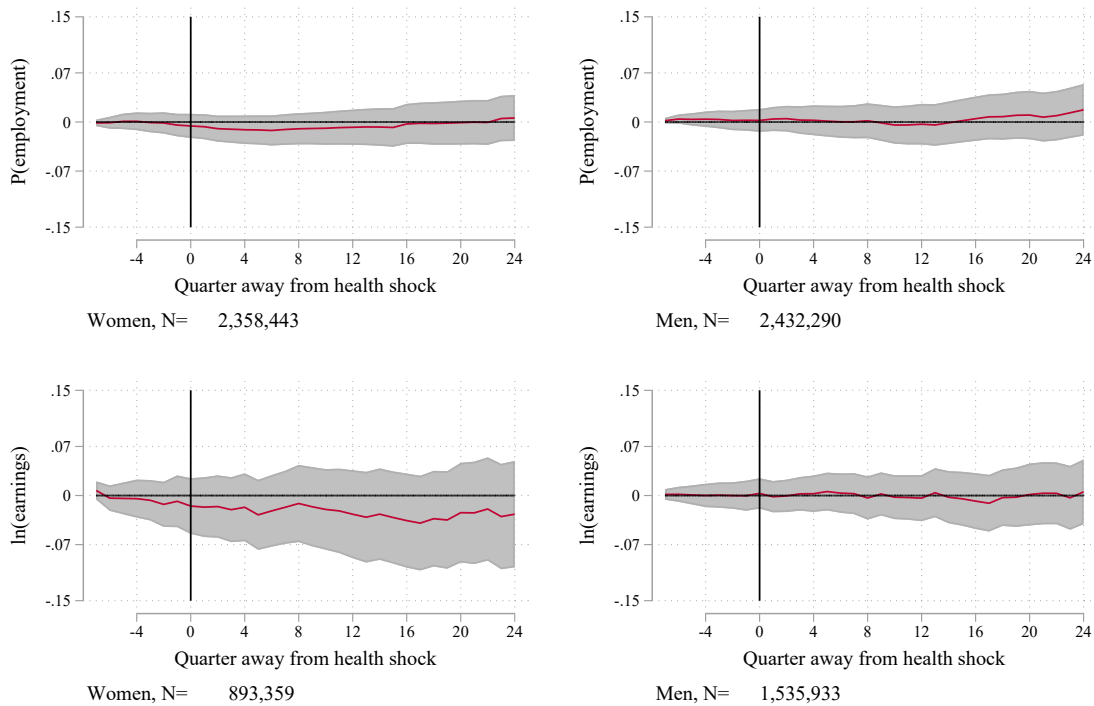 .15
.07
0
-.07
-.15
P(employment)
-4 0 4 8 12 16 20 24
Quarter away from health shock
Women, N= 2,358,443
.15
.07
0
-.07
-.15
P(employment)
-4 0 4 8 12 16 20 24
Quarter away from health shock
Men, N= 2,432,290
.15
.07
0
-.07
-.15
ln(earnings)
-4 0 4 8 12 16 20 24
Quarter away from health shock
Women, N= 893,359
.15
.07
0
-.07
-.15
ln(earnings)
-4 0 4 8 12 16 20 24
Quarter away from health shock
Men, N= 1,535,933